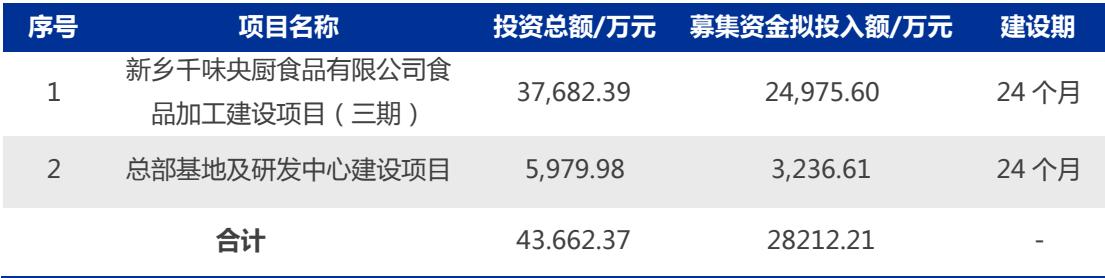 序号 项目名称 投资总额/万元 募集资金拟投入额/万元 建设期
1 新乡千味央厨食品有限公司食 37,682.39 24,975.60 24个月
品加工建设项目（三期）
2 总部基地及研发中心建设项目 5,979.98 3,236.61 24个月
合计 43.662.37 28212.21 -